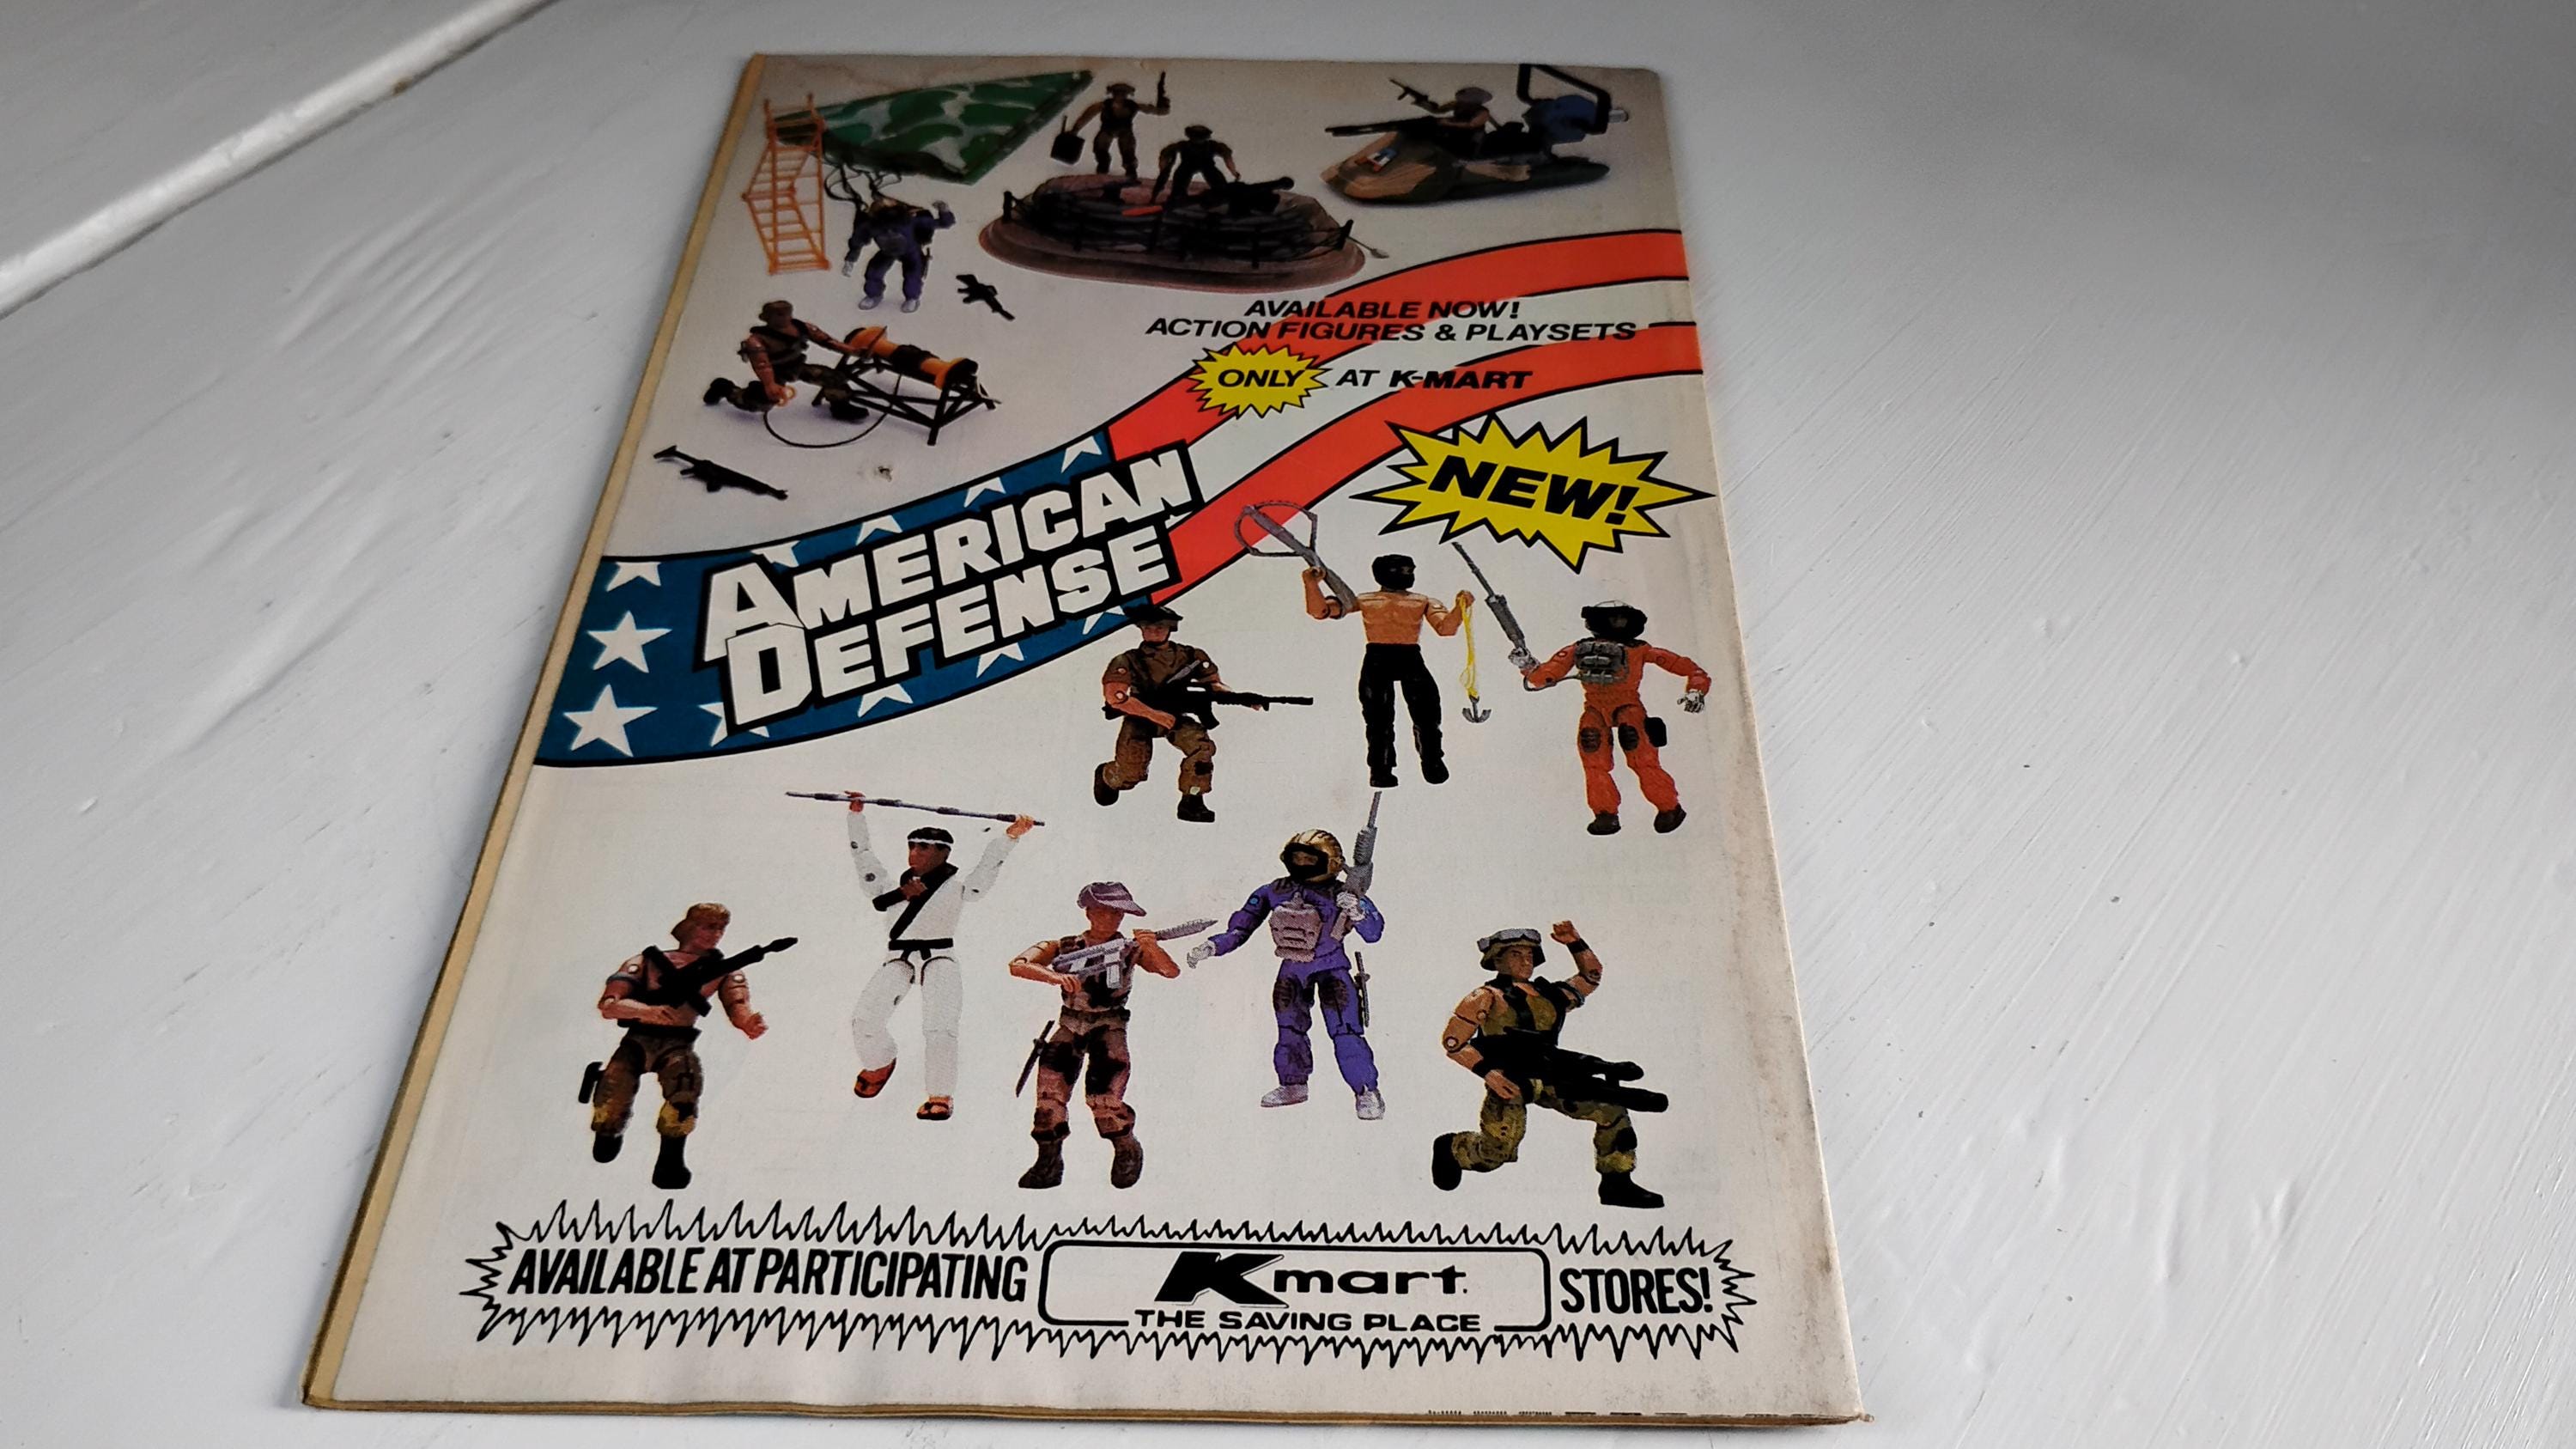 AVAILABLE NOW!
ACTION FIGURES & PLAYSETS
ONLY AT K-MART
NEW!
AMERICAN
DEFENSE
AVAILABLE AT PARTICIPATING Kmart. STORES!
THE SAVING PLACE